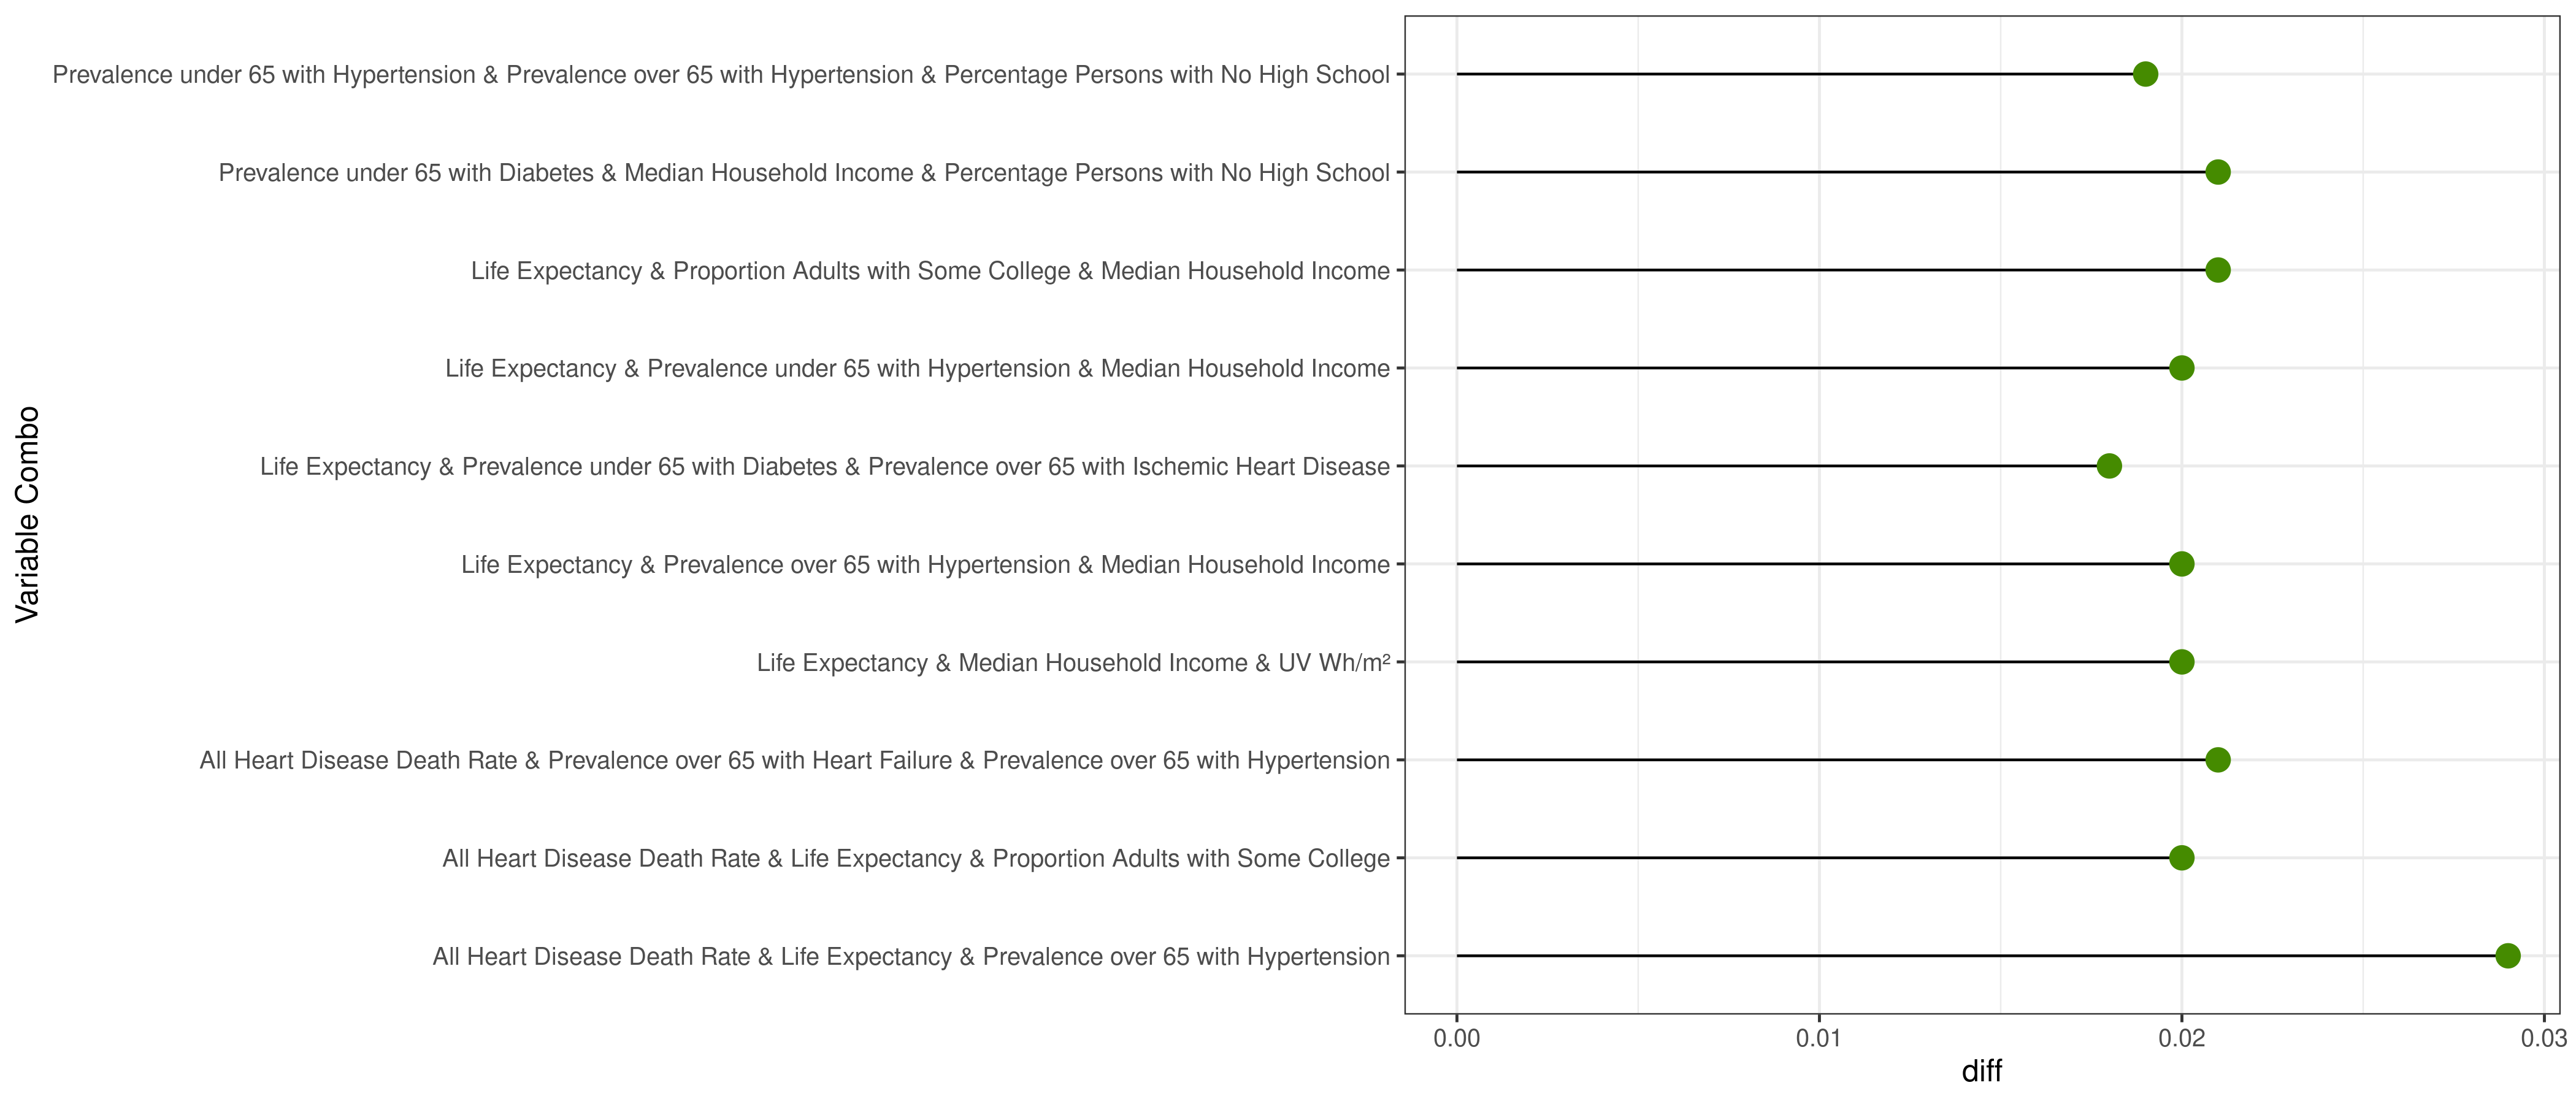 Prevalence under 65 with Hypertension & Prevalence over 65 with Hypertension & Percentage Persons with No High School
Prevalence under 65 with Diabetes & Median Household Income & Percentage Persons with No High School
Life Expectancy & Proportion Adults with Some College & Median Household Income
Life Expectancy & Prevalence under 65 with Hypertension & Median Household Income
Life Expectancy & Prevalence under 65 with Diabetes & Prevalence over 65 with Ischemic Heart Disease
Life Expectancy & Prevalence over 65 with Hypertension & Median Household Income
Life Expectancy & Median Household Income & UV Wh/m²
All Heart Disease Death Rate & Prevalence over 65 with Heart Failure & Prevalence over 65 with Hypertension
All Heart Disease Death Rate & Life Expectancy & Proportion Adults with Some College
All Heart Disease Death Rate & Life Expectancy & Prevalence over 65 with Hypertension
Variable Combo
0.00 0.01 0.02 0.03
diff